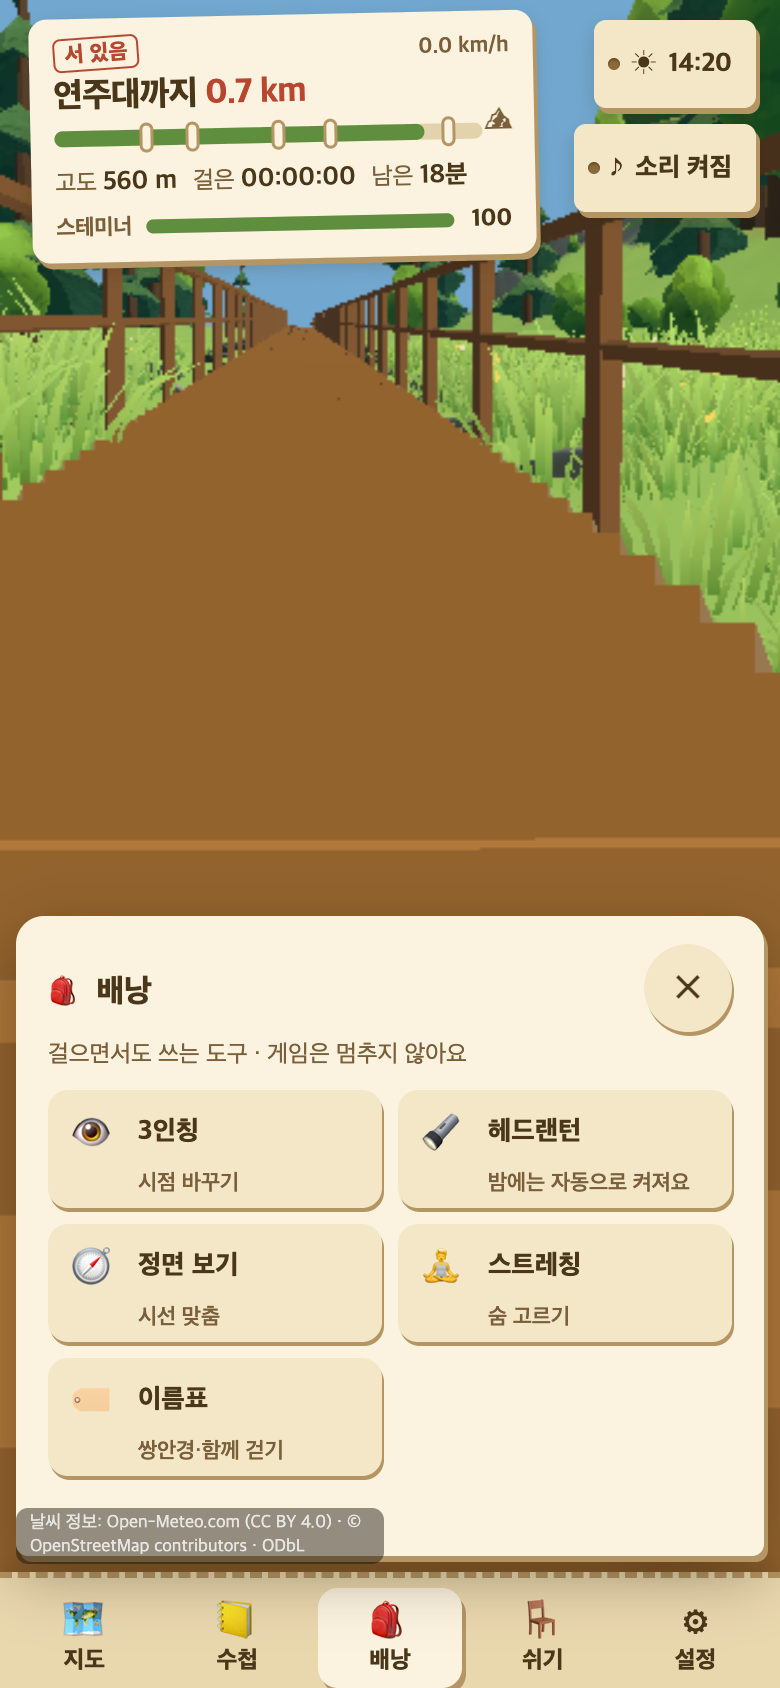 서 있음
0.0 km/h
연주대까지 0.7 km
고도 560 m 걸은 00:00:00 남은 18분
스테미너 100
☀ 14:20
♪ 소리 켜짐
배낭
걸으면서도 쓰는 도구 · 게임은 멈추지 않아요
3인칭
시점 바꾸기
헤드랜턴
밤에는 자동으로 켜져요
정면 보기
시선 맞춤
스트레칭
숨 고르기
이름표
쌍안경·함께 걷기
날씨 정보: Open-Meteo.com (CC BY 4.0) · ©
OpenStreetMap contributors · ODbL
지도
수첩
배낭
쉬기
설정